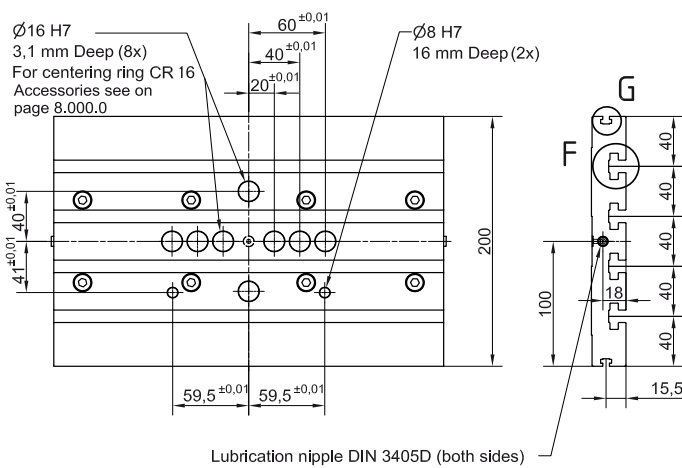 Ø16 H7
3,1 mm Deep (8x)
For centering ring CR 16
Accessories see on
page 8.000.0
60±0,01
40±0,01
20±0,01
Ø8 H7
16 mm Deep (2x)
G
F
40±0,01
41±0,01
200
100
18
40
40
40
40
40
15,5
59,5±0,01
59,5±0,01
Lubrication nipple DIN 3405D (both sides)